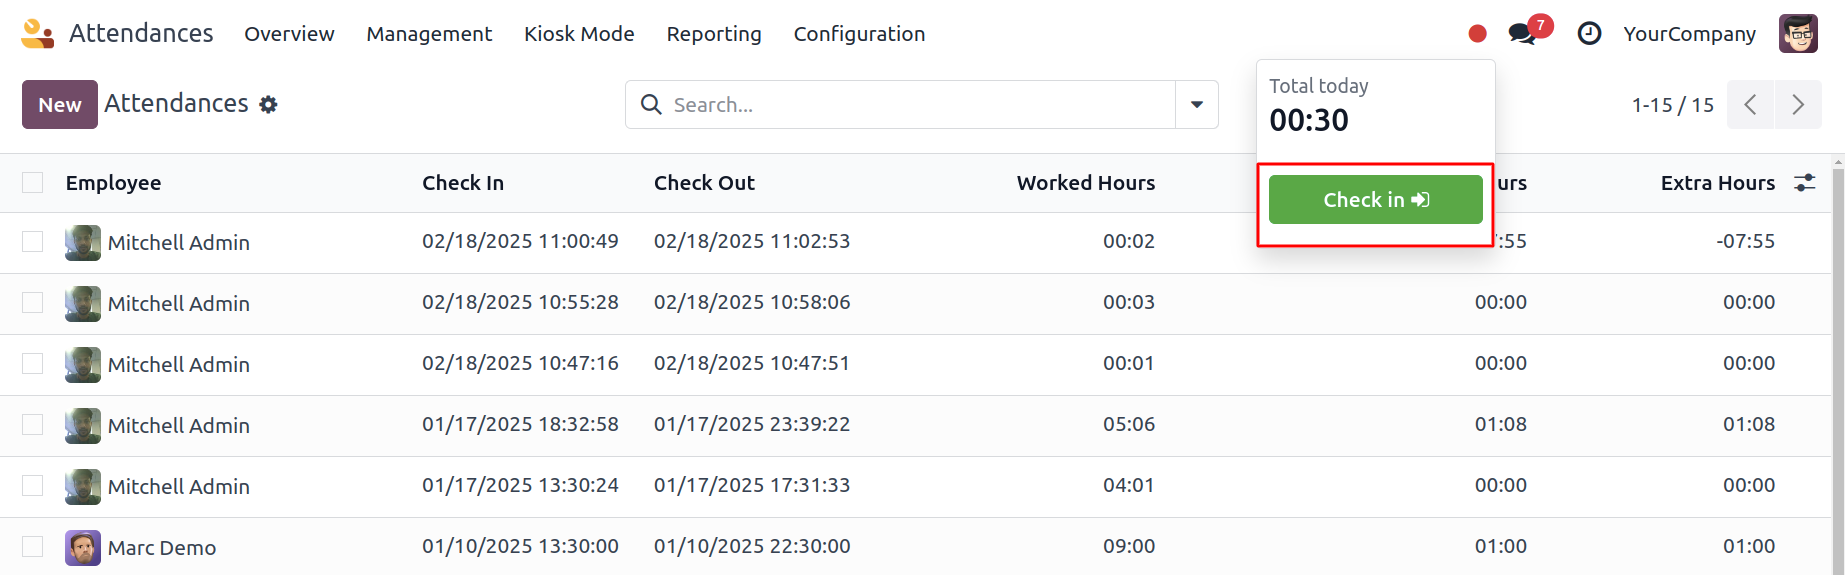 Attendances Overview Management Kiosk Mode Reporting Configuration 7 YourCompany
New Attendances Search... 1-15 / 15
Total today
00:30
Check in
Employee Check In Check Out Worked Hours Extra Hours
Mitchell Admin 02/18/2025 11:00:49 02/18/2025 11:02:53 00:02 :55 -07:55
Mitchell Admin 02/18/2025 10:55:28 02/18/2025 10:58:06 00:03 00:00 00:00
Mitchell Admin 02/18/2025 10:47:16 02/18/2025 10:47:51 00:01 00:00 00:00
Mitchell Admin 01/17/2025 18:32:58 01/17/2025 23:39:22 05:06 01:08 01:08
Mitchell Admin 01/17/2025 13:30:24 01/17/2025 17:31:33 04:01 00:00 00:00
Marc Demo 01/10/2025 13:30:00 01/10/2025 22:30:00 09:00 01:00 01:00